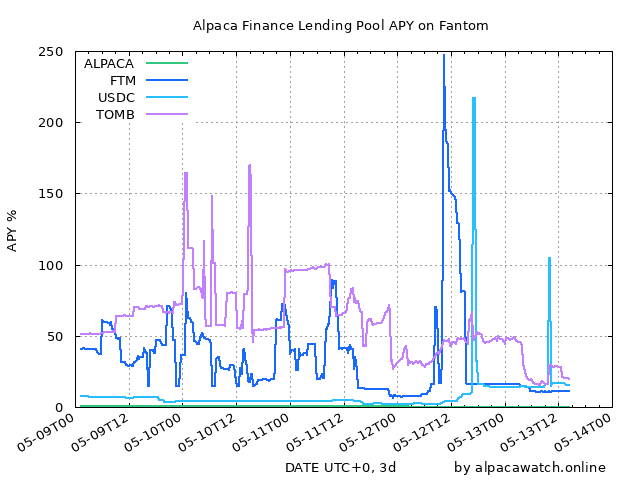 Alpaca Finance Lending Pool APY on Fantom
APY %
250
200
150
100
50
0
ALPACA
FTM
USDC
TOMB
05-09T00
05-09T12
05-10T00
05-10T12
05-11T00
05-11T12
05-12T00
05-12T12
05-13T00
05-13T12
05-14T00
DATE UTC+0, 3d
by alpacawatch.online